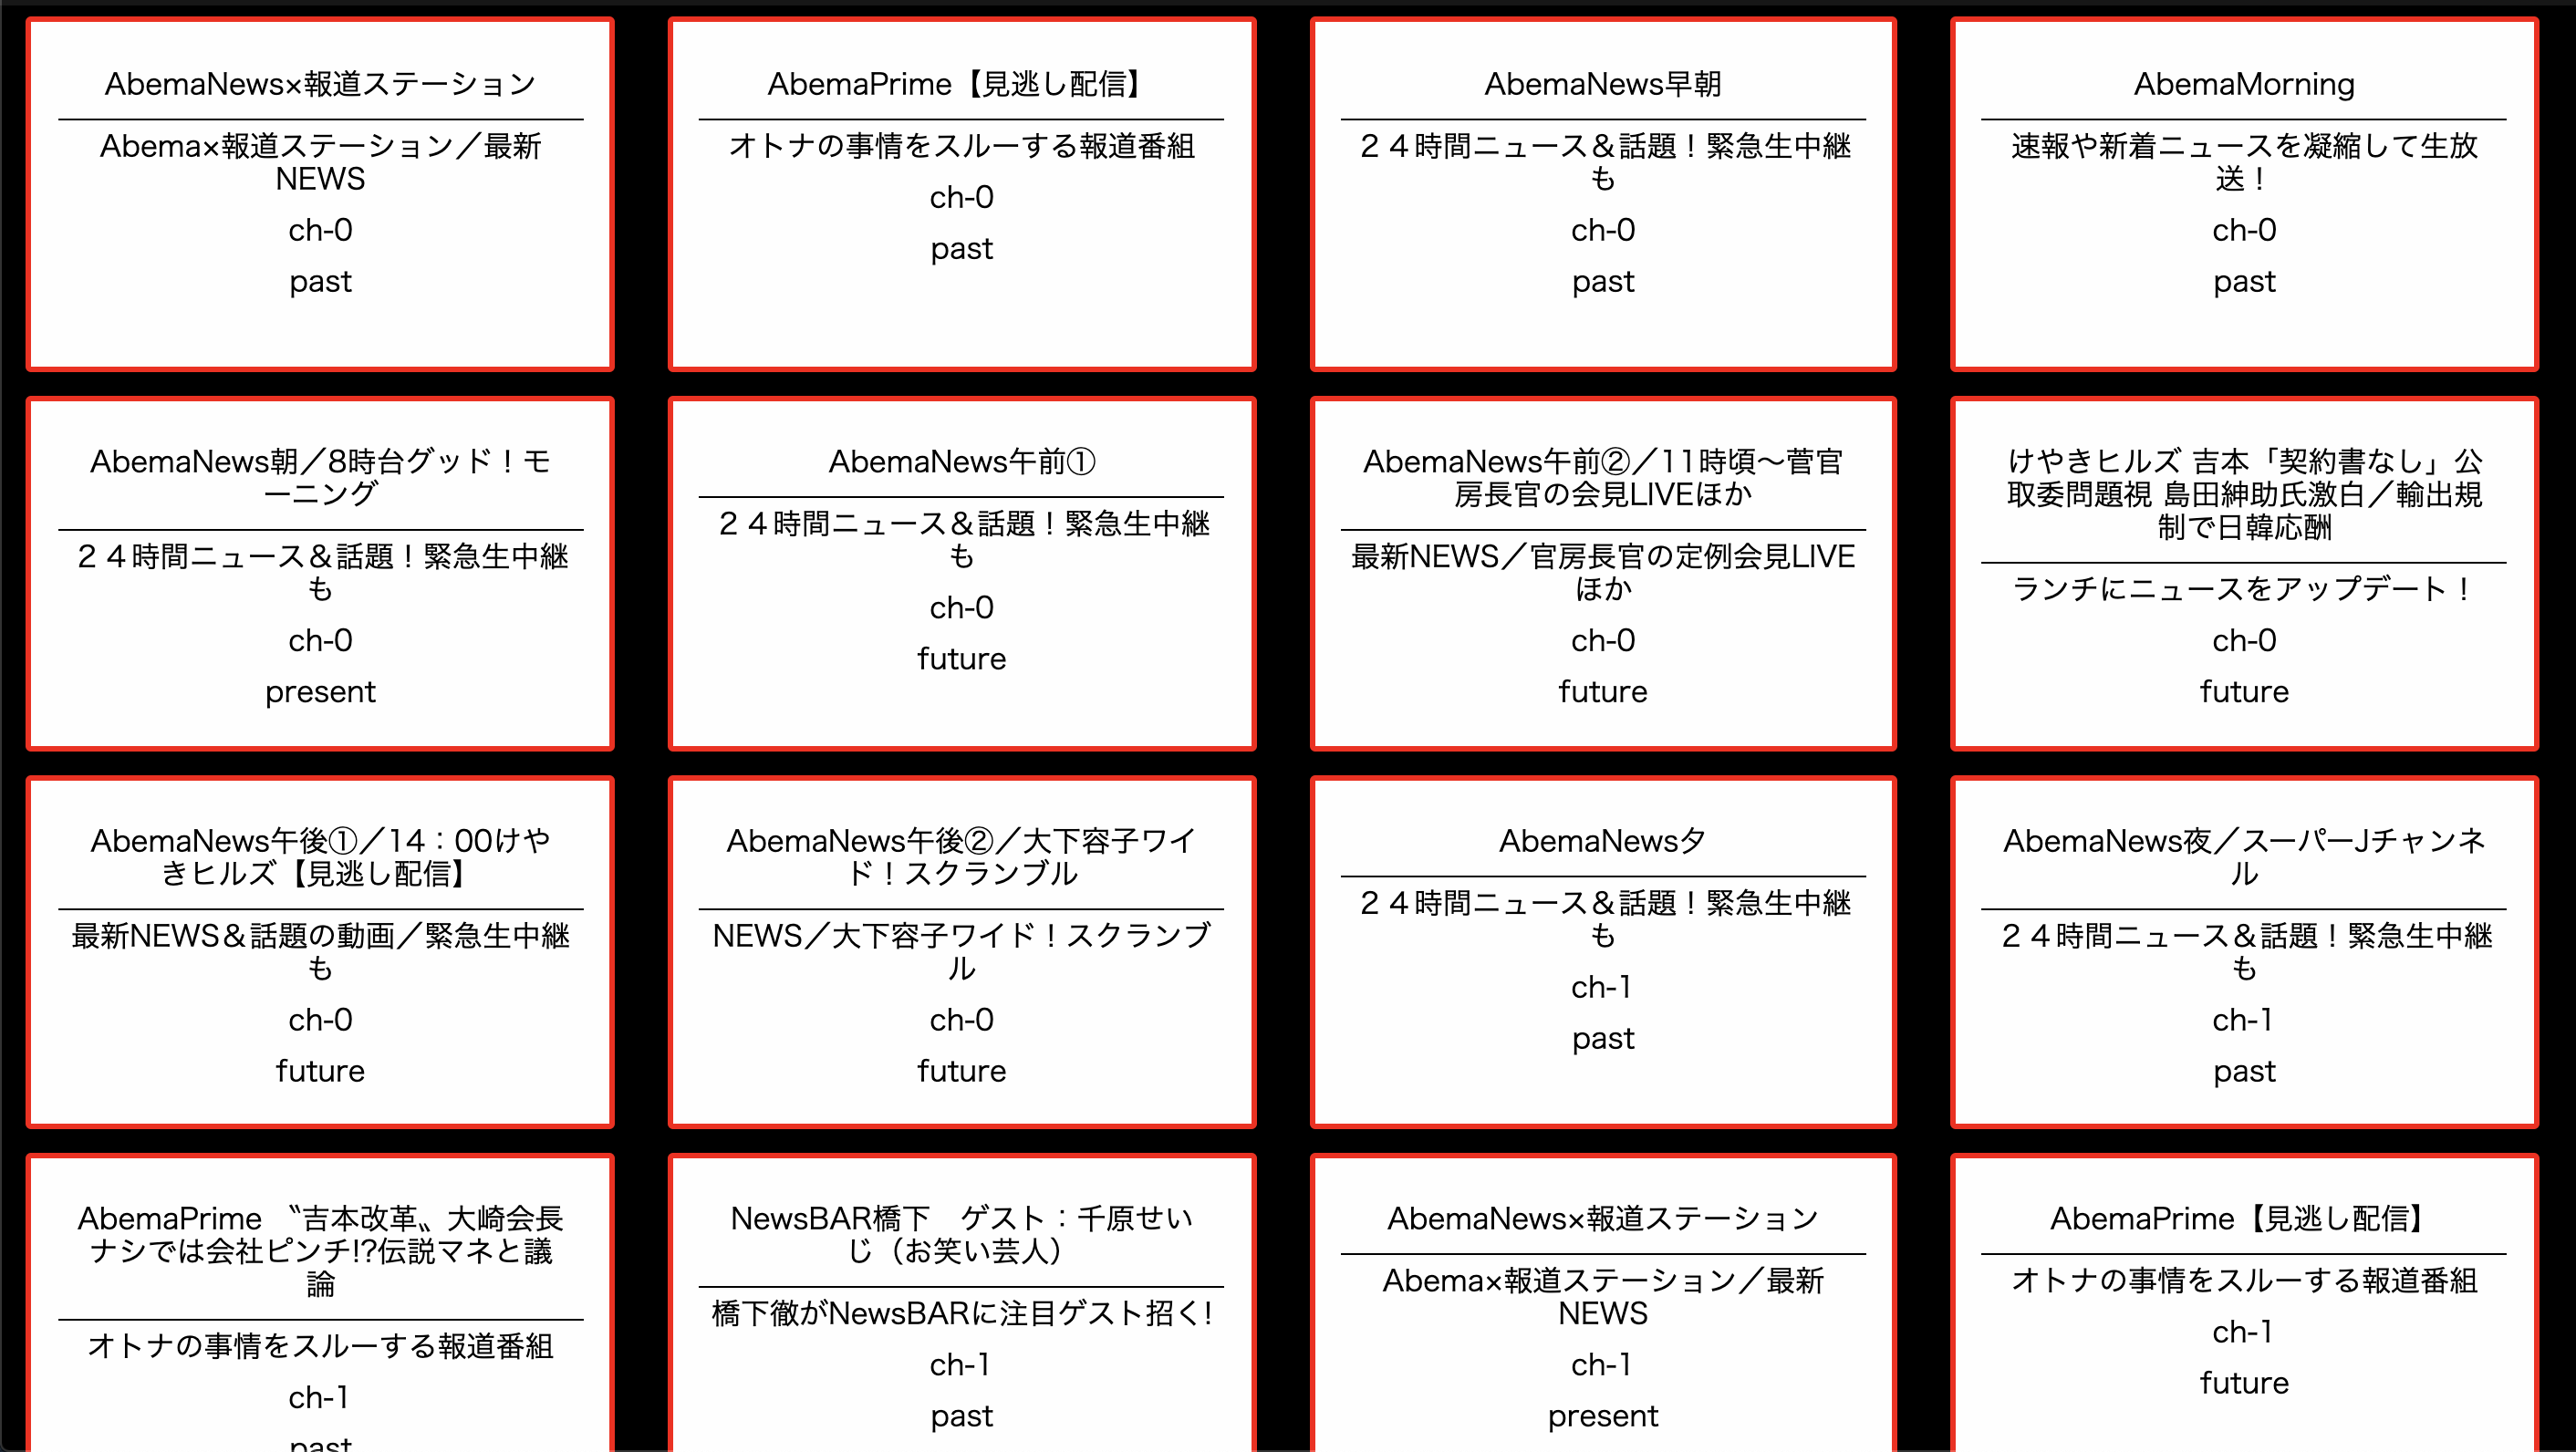 AbemaNews×報道ステーション
Abema×報道ステーション／最新
NEWS
ch-0
past
AbemaPrime【見逃し配信】
オトナの事情をスルーする報道番組
ch-0
past
AbemaNews早朝
２４時間ニュース＆話題！緊急生中継
も
ch-0
past
AbemaMorning
速報や新着ニュースを凝縮して生放
送！
ch-0
past
AbemaNews朝／8時台グッド！モ
ーニング
２４時間ニュース＆話題！緊急生中継
も
ch-0
present
AbemaNews午前①
２４時間ニュース＆話題！緊急生中継
も
ch-0
future
AbemaNews午前②／11時頃〜菅官
房長官の会見LIVEほか
最新NEWS／官房長官の定例会見LIVE
ほか
ch-0
future
けやきヒルズ 吉本「契約書なし」公
取委問題視 島田紳助氏激白／輸出規
制で日韓応酬
ランチにニュースをアップデート！
ch-0
future
AbemaNews午後①／14：00けや
きヒルズ【見逃し配信】
最新NEWS＆話題の動画／緊急生中継
も
ch-0
future
AbemaNews午後②／大下容子ワイ
ド！スクランブル
NEWS／大下容子ワイド！スクランブ
ル
ch-0
future
AbemaNews夕
２４時間ニュース＆話題！緊急生中継
も
ch-1
past
AbemaNews夜／スーパーJチャンネ
ル
２４時間ニュース＆話題！緊急生中継
も
ch-1
past
AbemaPrime 〝吉本改革〟大崎会長
ナシでは会社ピンチ!?伝説マネと議
論
オトナの事情をスルーする報道番組
ch-1
past
NewsBAR橋下　ゲスト：千原せい
じ（お笑い芸人）
橋下徹がNewsBARに注目ゲスト招く!
ch-1
past
AbemaNews×報道ステーション
Abema×報道ステーション／最新
NEWS
ch-1
present
AbemaPrime【見逃し配信】
オトナの事情をスルーする報道番組
ch-1
future